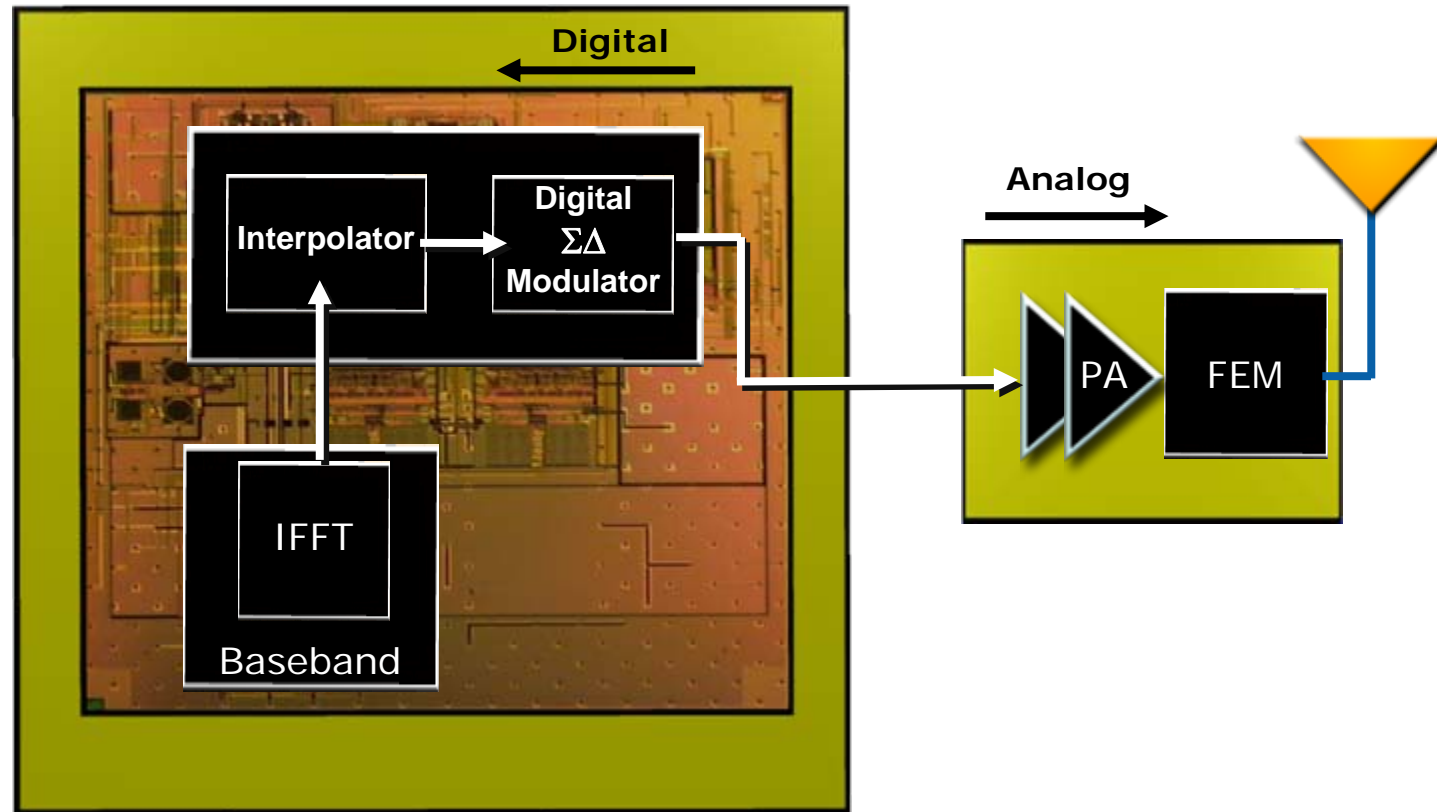 Digital
Interpolator
Digital
ΣΔ
Modulator
IFFT
Baseband
Analog
PA
FEM